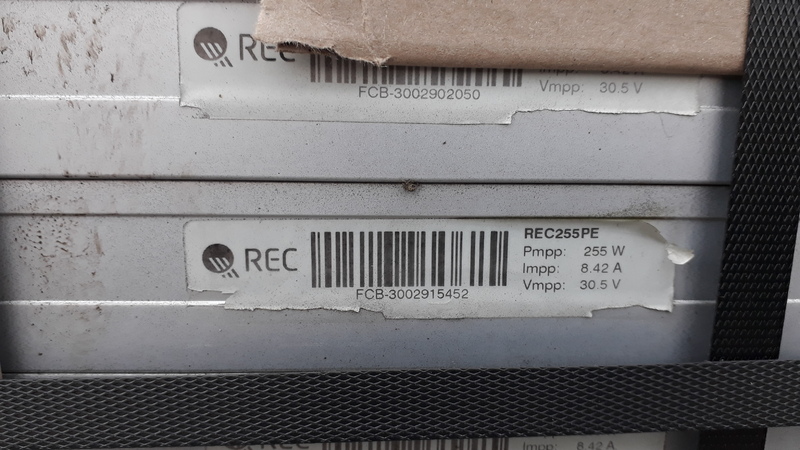 REC
FCB-3002902050
Vmpp: 30.5 V
REC
FCB-3002915452
REC255PE
Pmpp: 255 W
Impp: 8.42 A
Vmpp: 30.5 V
Impp: 8.42 A